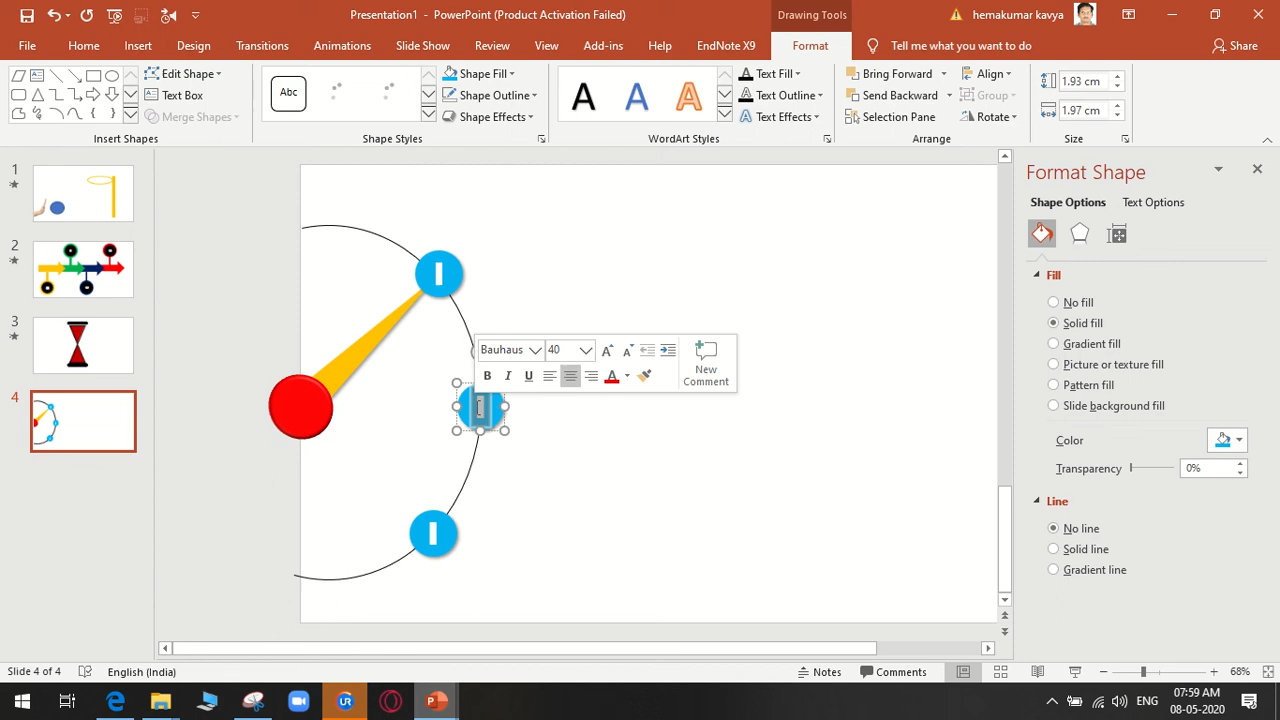 Presentation1 - PowerPoint (Product Activation Failed)
Drawing Tools
hemakumar kavya
File Home Insert Design Transitions Animations Slide Show Review View Add-ins Help EndNote X9 Format Tell me what you want to do Share
Edit Shape
Text Box
Merge Shapes
Insert Shapes
Abc
Shape Fill
Shape Outline
Shape Effects
Shape Styles
A A A
Text Fill
Text Outline
Text Effects
WordArt Styles
Bring Forward
Send Backward
Selection Pane
Align
Group
Rotate
Arrange
1.93 cm
1.97 cm
Size
1
2
3
4
1
Bauhaus 40 A A
B I U A
New
Comment
1
1
Format Shape
Shape Options Text Options
Fill
No fill
Solid fill
Gradient fill
Picture or texture fill
Pattern fill
Slide background fill
Color
Transparency 0%
Line
No line
Solid line
Gradient line
Slide 4 of 4 English (India) Notes Comments 68%
UR
ENG
07:59 AM
08-05-2020